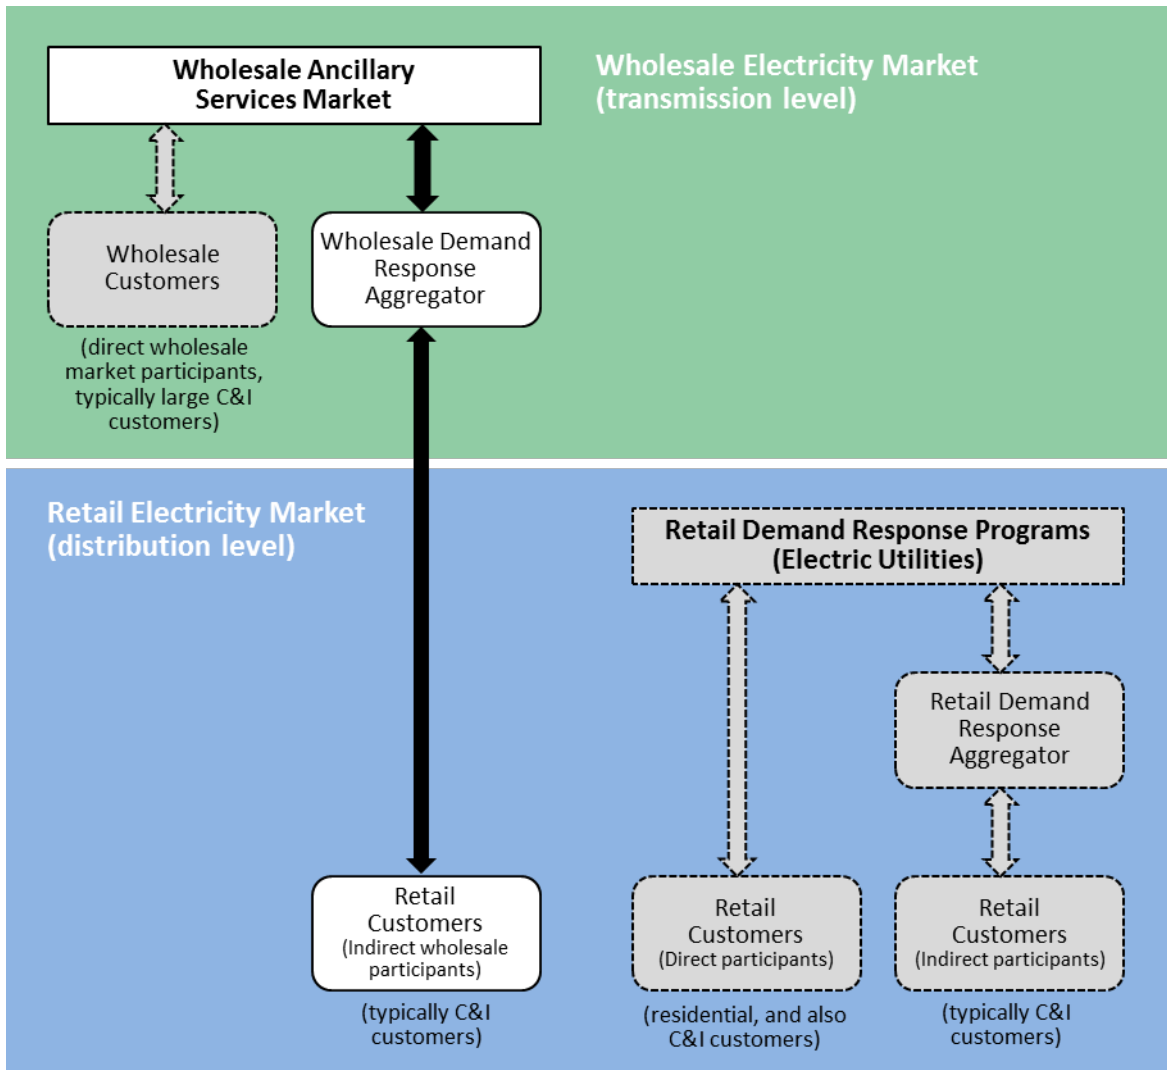 Wholesale Ancillary
Services Market
Wholesale Electricity Market
(transmission level)
Wholesale
Customers
(direct wholesale
market participants,
typically large C&I
customers)
Wholesale Demand
Response
Aggregator
Retail Electricity Market
(distribution level)
Retail Demand Response Programs
(Electric Utilities)
Retail Demand
Response
Aggregator
Retail
Customers
(Indirect wholesale
participants)
(typically C&I
customers)
Retail
Customers
(Direct participants)
(residential, and also
C&I customers)
Retail
Customers
(Indirect participants)
(typically C&I
customers)